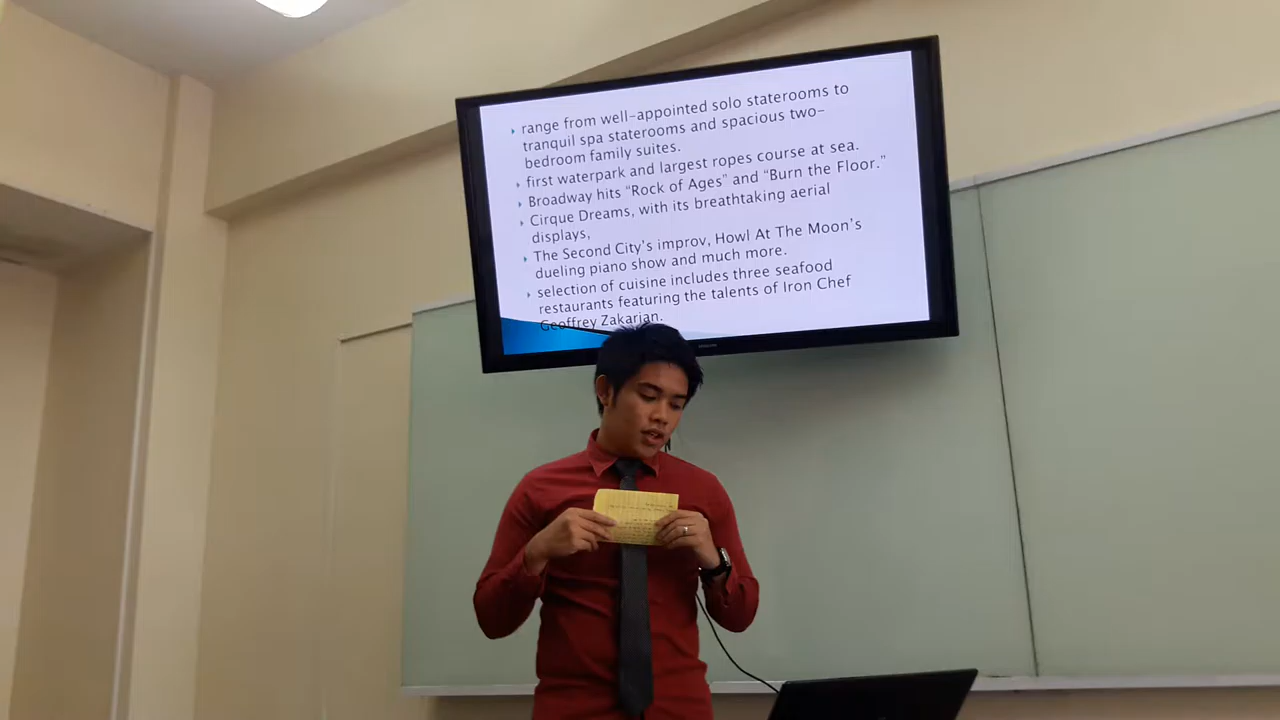 range from well-appointed solo staterooms to
tranquil spa staterooms and spacious two-
bedroom family suites.
first waterpark and largest ropes course at sea.
Broadway hits “Rock of Ages” and “Burn the Floor.”
Cirque Dreams, with its breathtaking aerial
displays,
The Second City’s improv, Howl At The Moon’s
dueling piano show and much more.
selection of cuisine includes three seafood
restaurants featuring the talents of Iron Chef
Geoffrey Zakarian.